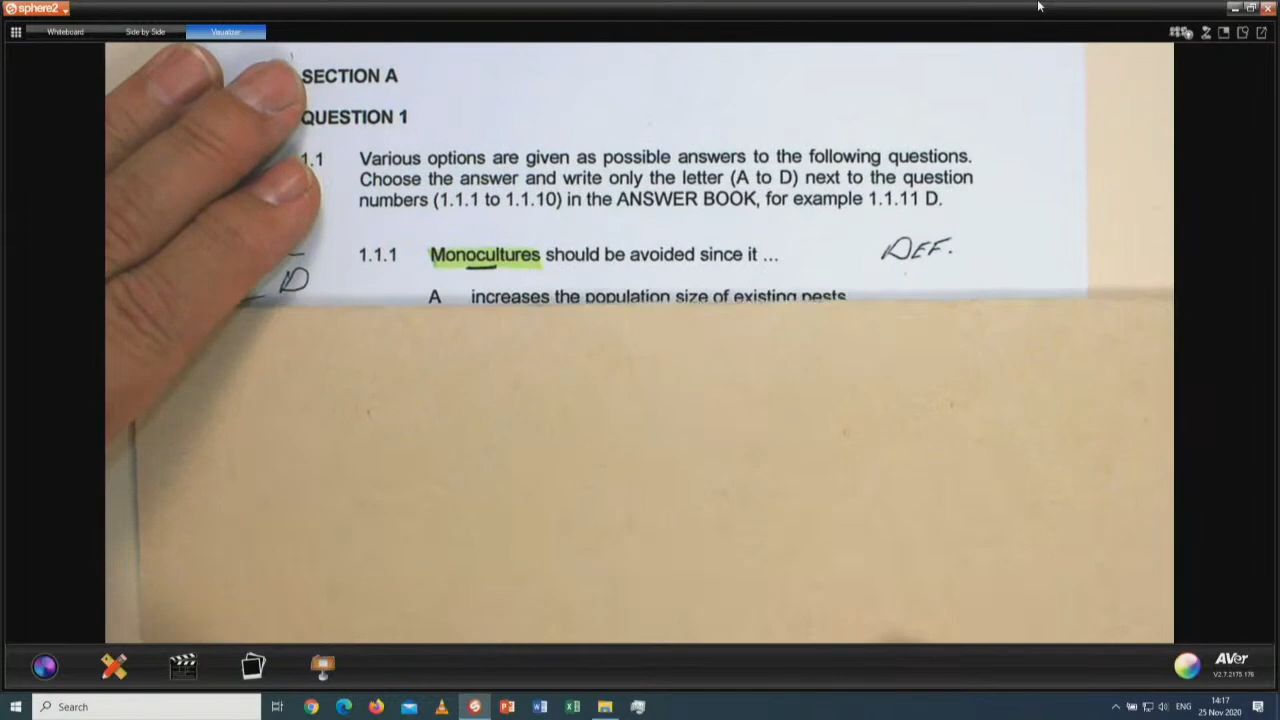 sphere2
Whiteboard
Side by Side
Visualizer
SECTION A
QUESTION 1
1.1 Various options are given as possible answers to the following questions.
Choose the answer and write only the letter (A to D) next to the question
numbers (1.1.1 to 1.1.10) in the ANSWER BOOK, for example 1.1.11 D.
1.1.1 Monocultures should be avoided since it ... DEF.
D
A increases the population size of existing pests
AVer
V2.7.2175.178
Search
ENG
14:17
25 Nov 2020